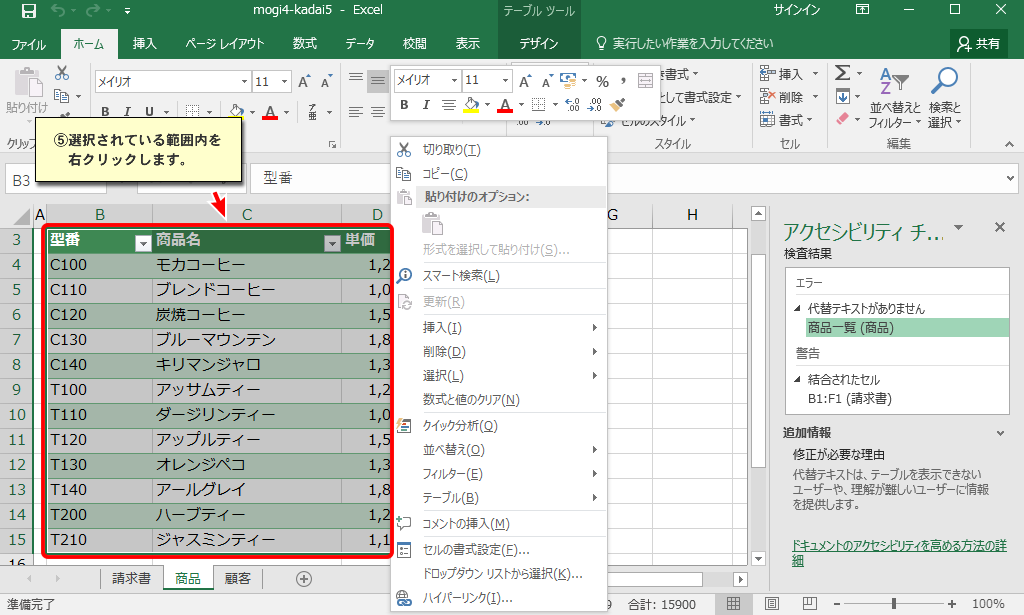 mogi4-kadai5 - Excel
テーブル ツール
サインイン
ファイル
ホーム
挿入
ページ レイアウト
数式
データ
校閲
表示
デザイン
実行したい作業を入力してください
共有
貼り付け
メイリオ
11
メイリオ
11
B I U
B I
挿入
削除
書式
並べ替えと
フィルター
検索と
選択
スタイル
セル
編集
⑤選択されている範囲内を
右クリックします。
B3
型番
A B C D G H
3 型番 商品名 単価
4 C100 モカコーヒー 1,2
5 C110 ブレンドコーヒー 1,0
6 C120 炭焼コーヒー 1,5
7 C130 ブルーマウンテン 1,8
8 C140 キリマンジャロ 1,3
9 T100 アッサムティー 1,2
10 T110 ダージリンティー 1,0
11 T120 アップルティー 1,5
12 T130 オレンジペコ 1,3
13 T140 アールグレイ 1,8
14 T200 ハーブティー 1,2
15 T210 ジャスミンティー 1,1
16
切り取り(T)
コピー(C)
貼り付けのオプション:
形式を選択して貼り付け(S)...
スマート検索(L)
更新(R)
挿入(I)
削除(D)
選択(L)
数式と値のクリア(N)
クイック分析(Q)
並べ替え(O)
フィルター(E)
テーブル(B)
コメントの挿入(M)
セルの書式設定(F)...
ドロップダウン リストから選択(K)...
ハイパーリンク(I)...
アクセシビリティ チ...
検査結果
エラー
代替テキストがありません
商品一覧 (商品)
警告
結合されたセル
B1:F1 (請求書)
追加情報
修正が必要な理由
代替テキストは、テーブルを表示できない
ユーザーや、理解が難しいユーザーに情報
を提供します。
ドキュメントのアクセシビリティを高める方法の詳
細
請求書
商品
顧客
準備完了
合計: 15900
100%